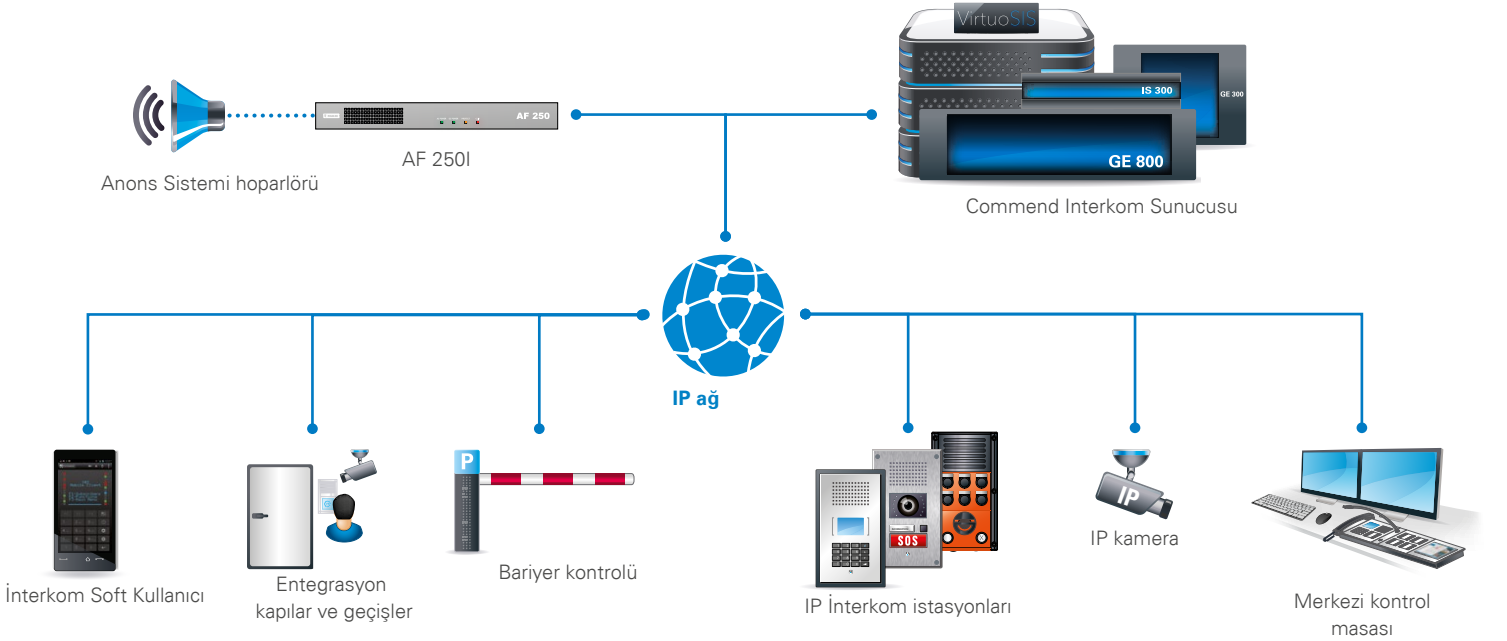 VirtuoSIS
IS 300
GE 300
AF 250
GE 800
AF 250I
Anons Sistemi hoparlörü
Commend Interkom Sunucusu
IP ağ
P
IP
SOS
IP kamera
Bariyer kontrolü
Entegrasyon
kapılar ve geçişler
İnterkom Soft Kullanıcı
IP İnterkom istasyonları
Merkezi kontrol
masası